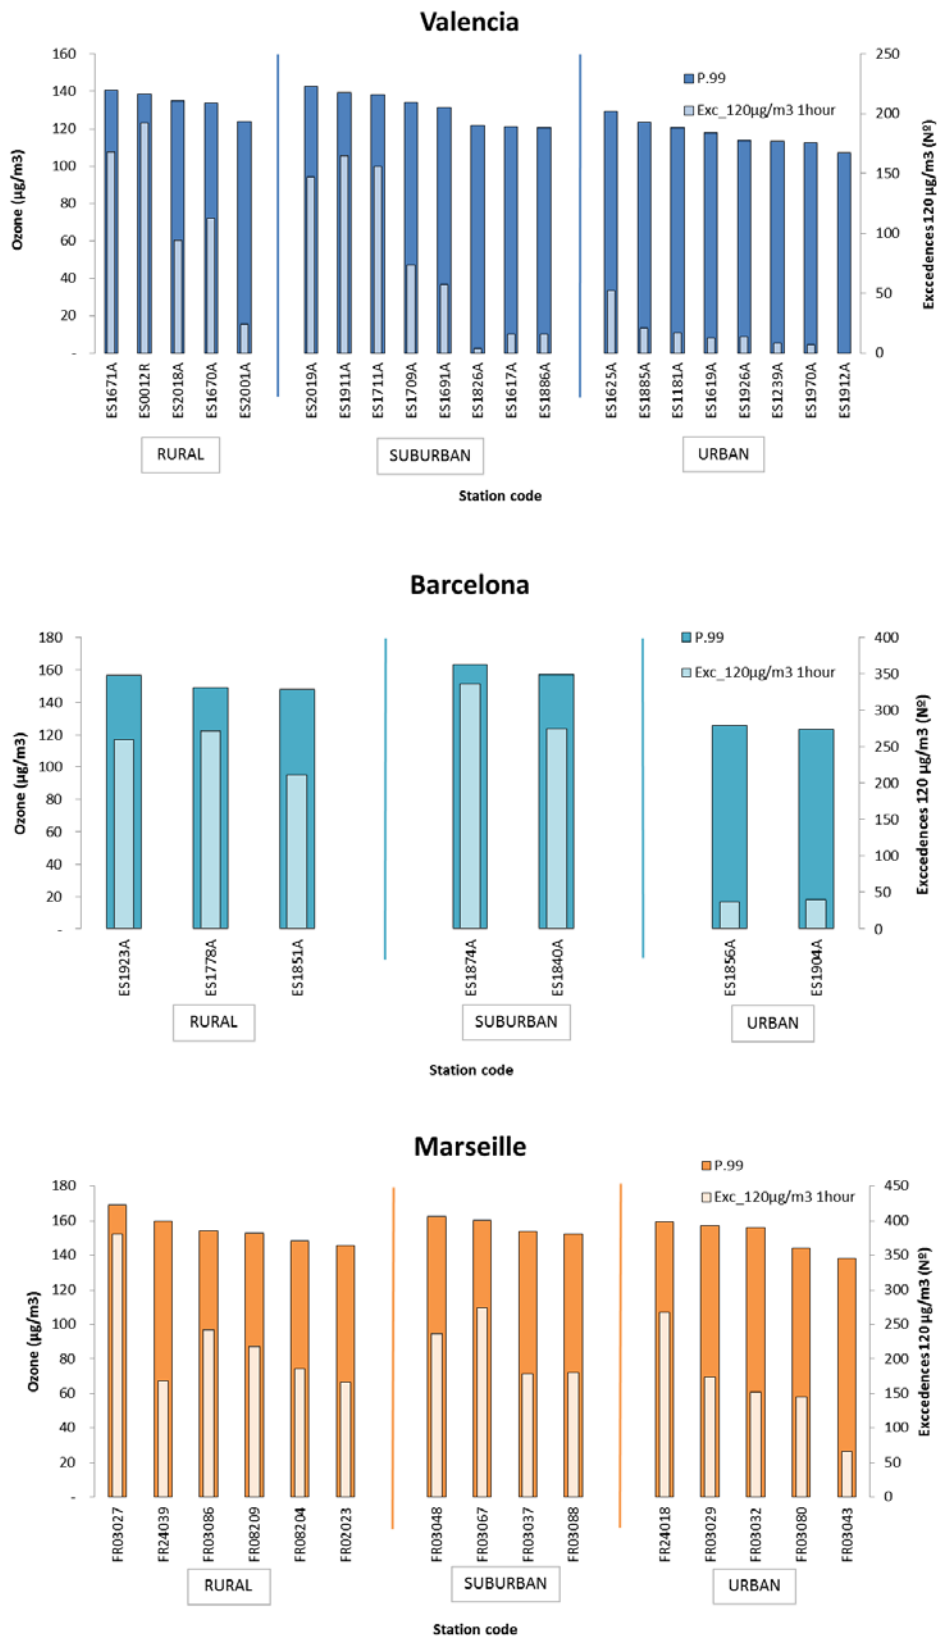 Valencia
160
140
120
100
80
60
40
20
-
Ozone (µg/m3)
250
200
150
100
50
0
Exccedences 120 µg/m3 (Nº)
P.99
Exc_120µg/m3 1hour
ES1671A
ES0012R
ES2018A
ES1670A
ES2001A
ES2019A
ES1911A
ES1711A
ES1709A
ES1691A
ES1826A
ES1617A
ES1886A
ES1625A
ES1885A
ES1181A
ES1619A
ES1926A
ES1239A
ES1970A
ES1912A
RURAL
SUBURBAN
URBAN
Station code
Barcelona
180
160
140
120
100
80
60
40
20
-
Ozone (µg/m3)
400
350
300
250
200
150
100
50
0
Exccedences 120 µg/m3 (Nº)
P.99
Exc_120µg/m3 1hour
ES1923A
ES1778A
ES1851A
ES1874A
ES1840A
ES1856A
ES1904A
RURAL
SUBURBAN
URBAN
Station code
Marseille
180
160
140
120
100
80
60
40
20
-
Ozone (µg/m3)
450
400
350
300
250
200
150
100
50
0
Exccedences 120 µg/m3 (Nº)
P.99
Exc_120µg/m3 1hour
FR03027
FR24039
FR03086
FR08209
FR08204
FR02023
FR03048
FR03067
FR03037
FR03088
FR24018
FR03029
FR03032
FR03080
FR03043
RURAL
SUBURBAN
URBAN
Station code